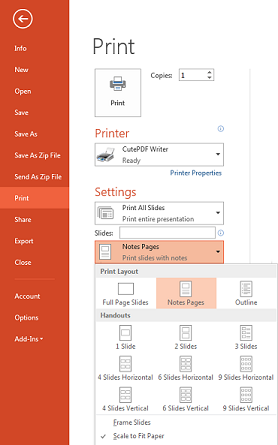 Print
Info
New
Open
Save
Save As
Save As Zip File
Send As Zip File
Print
Share
Export
Close
Account
Options
Add-Ins
Print
Copies: 1
Printer
CutePDF Writer
Ready
Printer Properties
Settings
Print All Slides
Print entire presentation
Slides:
Notes Pages
Print slides with notes
Print Layout
Full Page Slides Notes Pages Outline
Handouts
1 Slide 2 Slides 3 Slides
4 Slides Horizontal 6 Slides Horizontal 9 Slides Horizontal
4 Slides Vertical 6 Slides Vertical 9 Slides Vertical
Frame Slides
Scale to Fit Paper